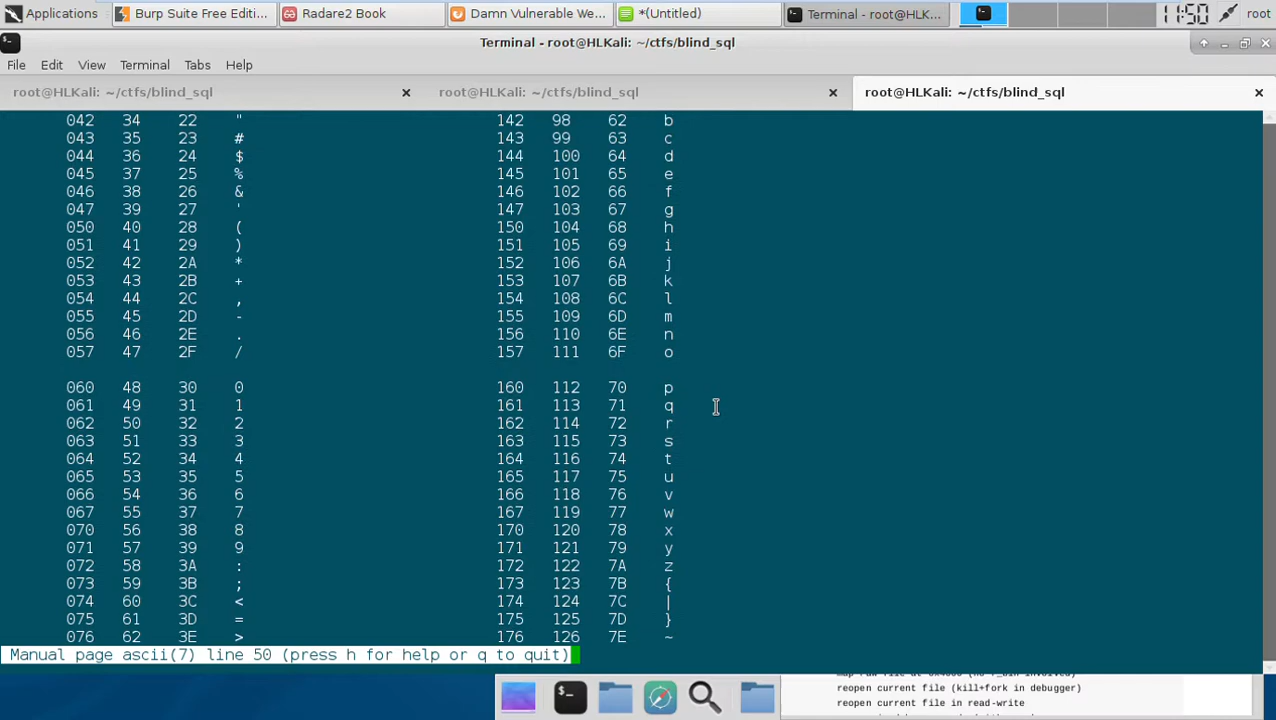 Applications
Burp Suite Free Editi...
Radare2 Book
Damn Vulnerable We...
*(Untitled)
Terminal - root@HLK...
11:50
root
Terminal - root@HLKali: ~/ctfs/blind_sql
File Edit View Terminal Tabs Help
root@HLKali: ~/ctfs/blind_sql
root@HLKali: ~/ctfs/blind_sql
root@HLKali: ~/ctfs/blind_sql
042 34 22 " 142 98 62 b
043 35 23 # 143 99 63 c
044 36 24 $ 144 100 64 d
045 37 25 % 145 101 65 e
046 38 26 & 146 102 66 f
047 39 27 ' 147 103 67 g
050 40 28 ( 150 104 68 h
051 41 29 ) 151 105 69 i
052 42 2A * 152 106 6A j
053 43 2B + 153 107 6B k
054 44 2C , 154 108 6C l
055 45 2D - 155 109 6D m
056 46 2E . 156 110 6E n
057 47 2F / 157 111 6F o
060 48 30 0 160 112 70 p
061 49 31 1 161 113 71 q
062 50 32 2 162 114 72 r
063 51 33 3 163 115 73 s
064 52 34 4 164 116 74 t
065 53 35 5 165 117 75 u
066 54 36 6 166 118 76 v
067 55 37 7 167 119 77 w
070 56 38 8 170 120 78 x
071 57 39 9 171 121 79 y
072 58 3A : 172 122 7A z
073 59 3B ; 173 123 7B {
074 60 3C < 174 124 7C |
075 61 3D = 175 125 7D }
076 62 3E > 176 126 7E ~
Manual page ascii(7) line 50 (press h for help or q to quit)
reopen current file (kill+fork in debugger)
reopen current file in read-write